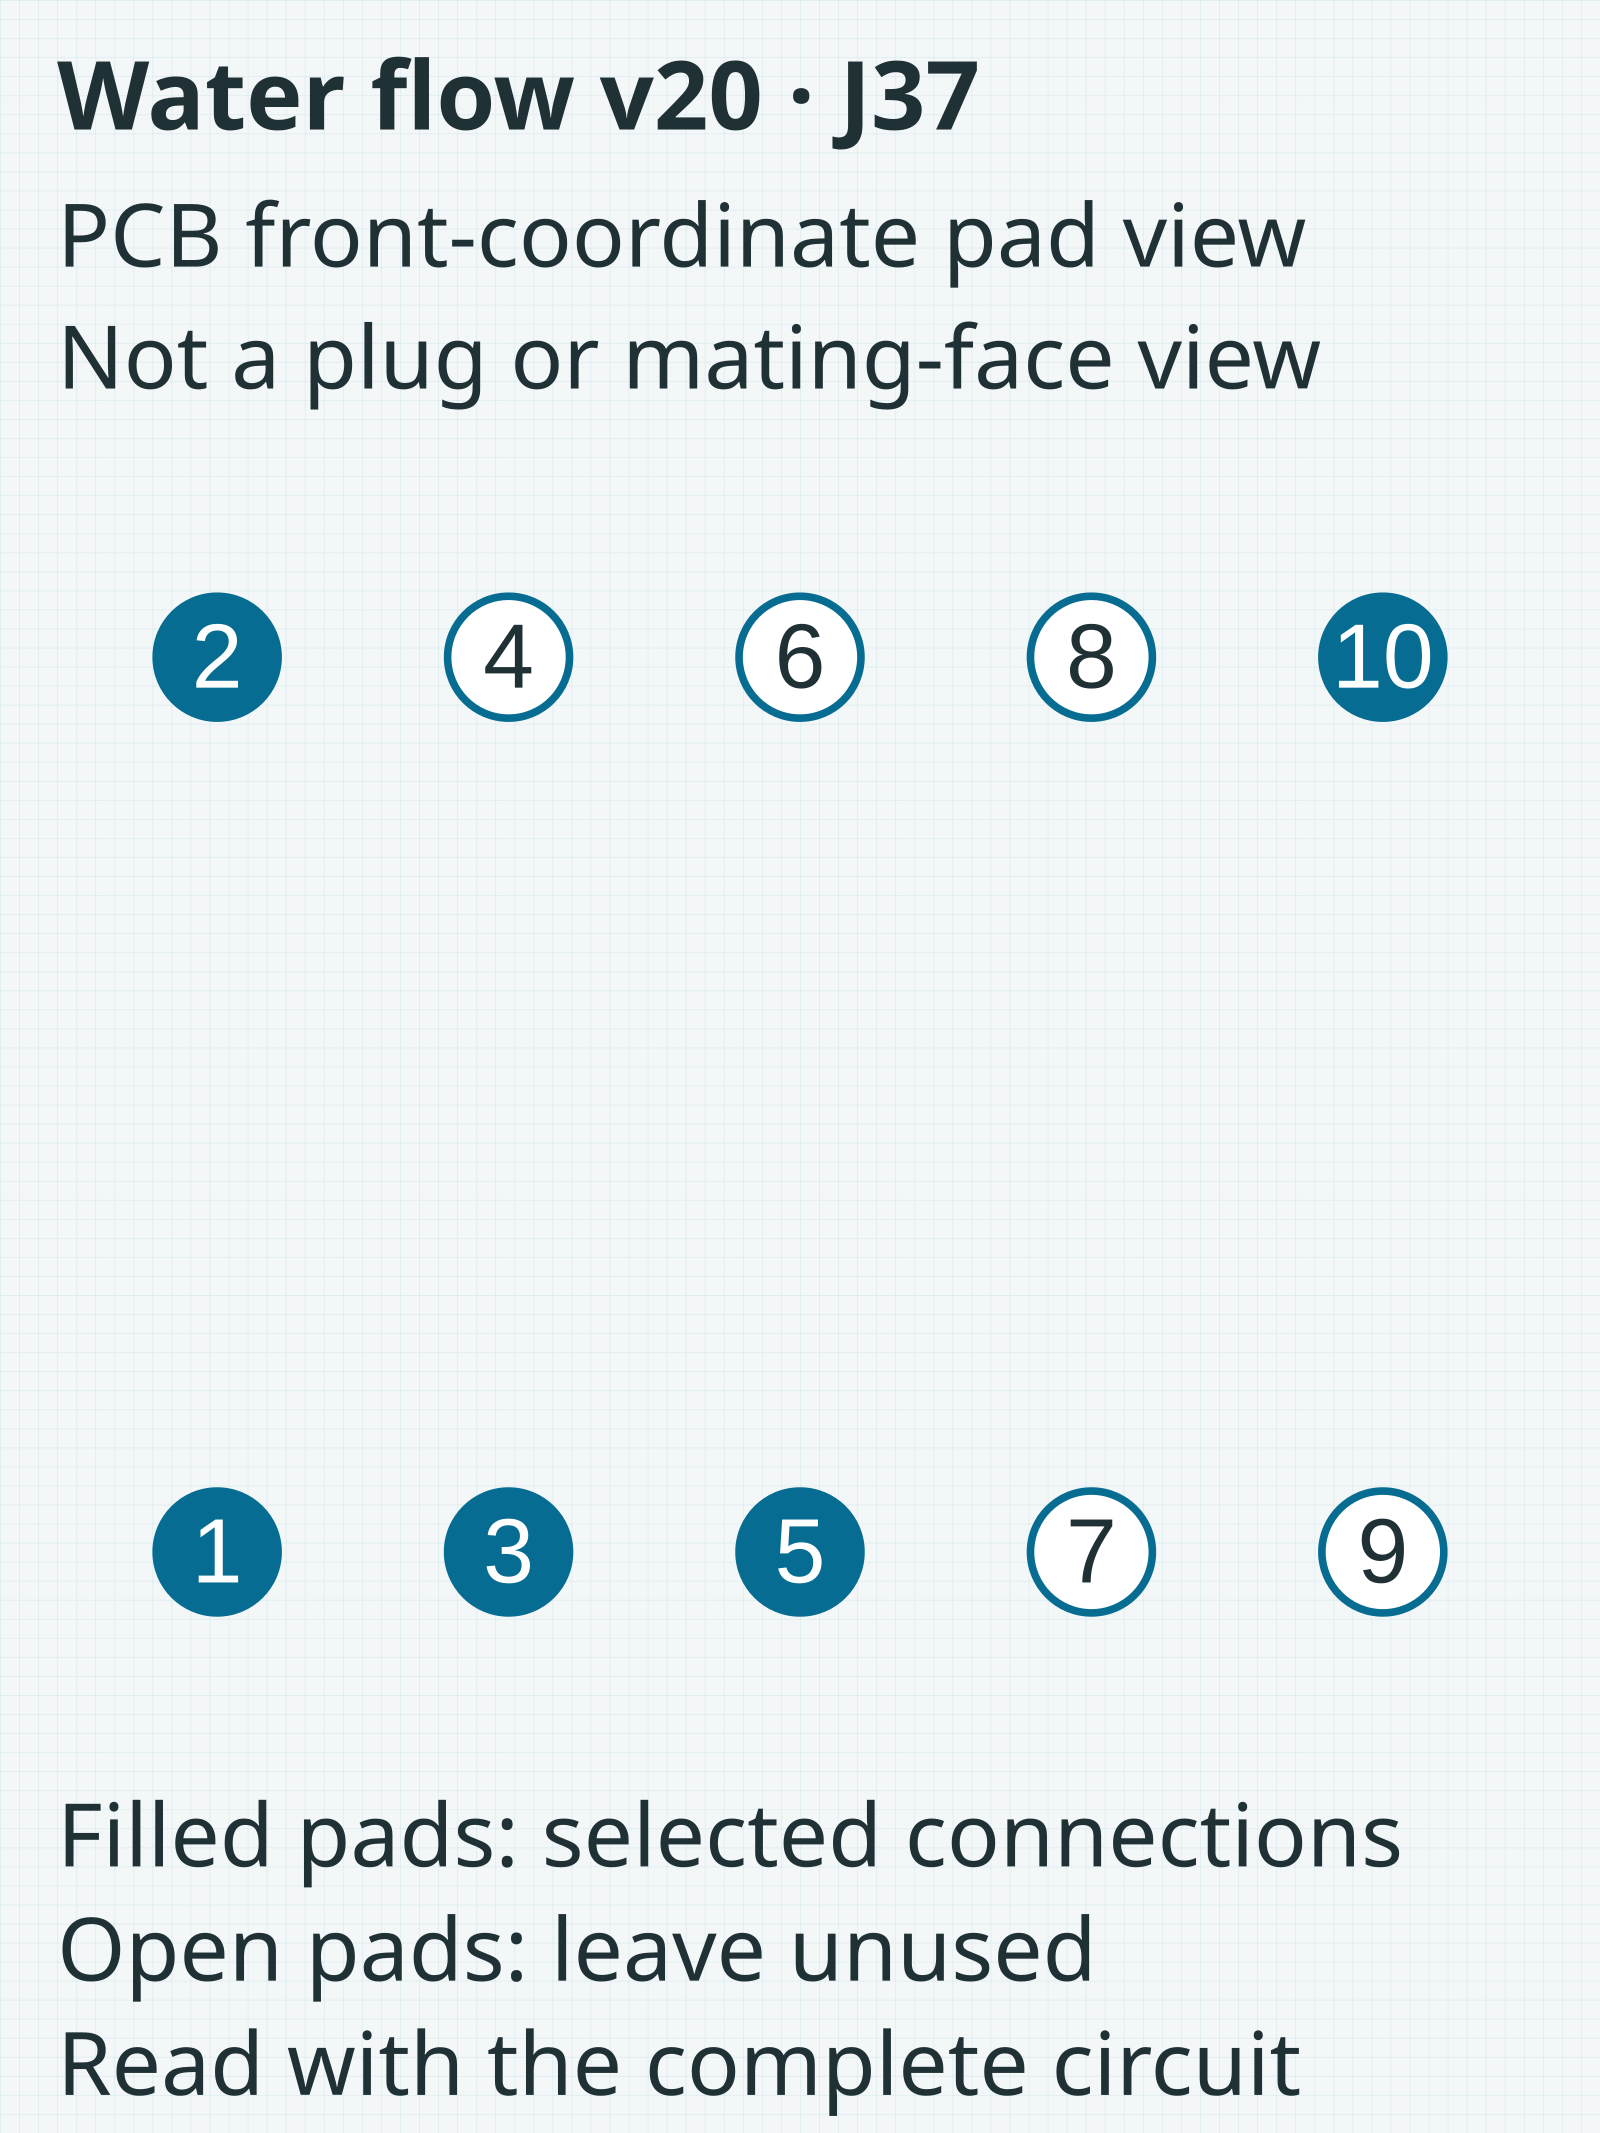 Water flow v20 · J37
PCB front-coordinate pad view
Not a plug or mating-face view
2 4 6 8 10
1 3 5 7 9
Filled pads: selected connections
Open pads: leave unused
Read with the complete circuit